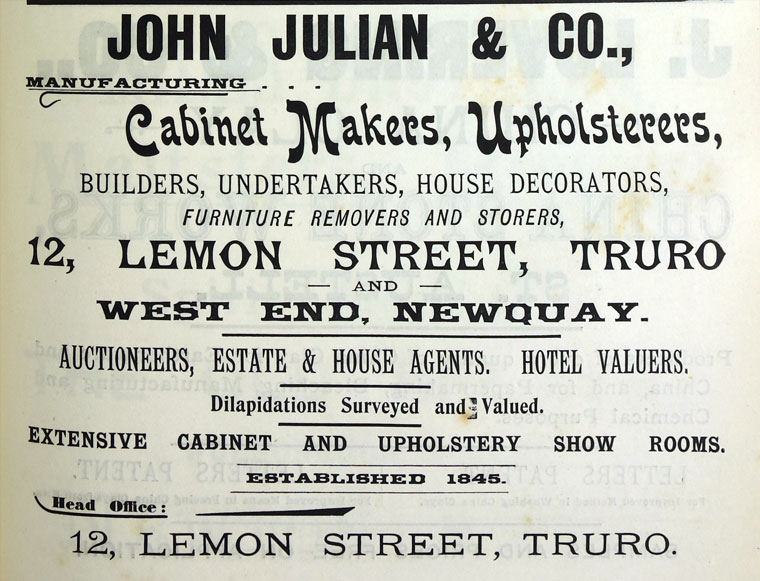 JOHN JULIAN & CO.,
MANUFACTURING . . .
Cabinet Makers, Upholsterers,
BUILDERS, UNDERTAKERS, HOUSE DECORATORS,
FURNITURE REMOVERS AND STORERS,
12, LEMON STREET, TRURO
— AND —
WEST END, NEWQUAY.
AUCTIONEERS, ESTATE & HOUSE AGENTS. HOTEL VALUERS.
Dilapidations Surveyed and Valued.
EXTENSIVE CABINET AND UPHOLSTERY SHOW ROOMS.
ESTABLISHED 1845.
Head Office:
12, LEMON STREET, TRURO.